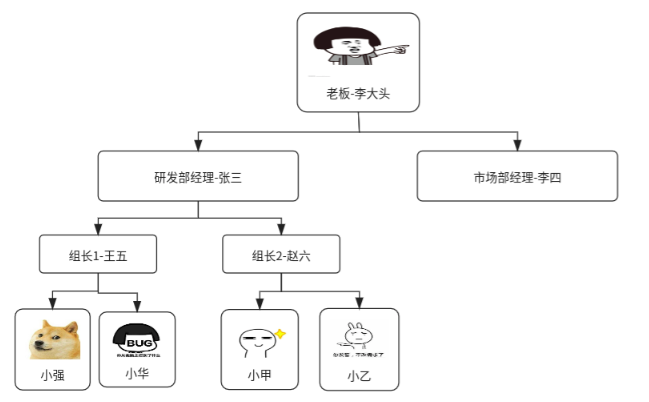 老板-李大头
研发部经理-张三
市场部经理-李四
组长1-王五
组长2-赵六
BUG
小强
小华
小甲
小乙